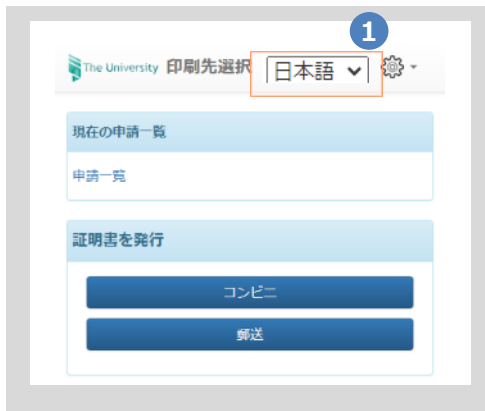 1
The University 印刷先選択 日本語
現在の申請一覧
申請一覧
証明書を発行
コンビニ
郵送